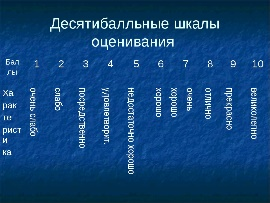 Десятибалльные шкалы
оценивания
Бал
лы
1 2 3 4 5 6 7 8 9 10
Ха
рак
те
рист
и
ка
очень слабо
слабо
посредственно
удовлетворит.
недостаточно хорошо
хорошо
очень
хорошо
отлично
прекрасно
великолепно